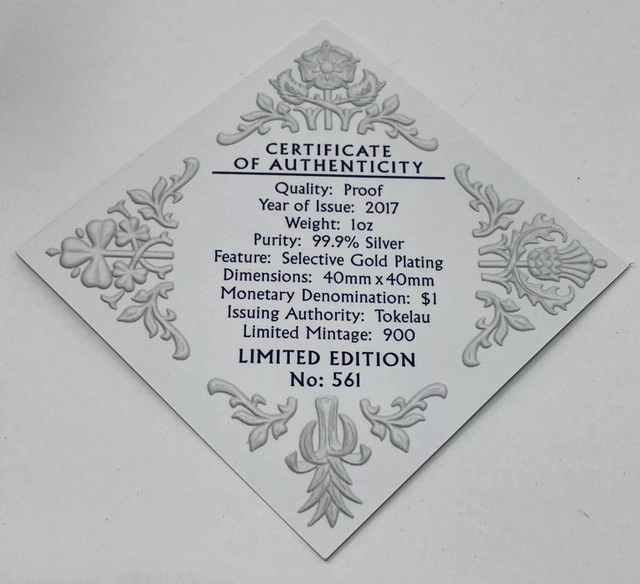 CERTIFICATE
OF AUTHENTICITY
Quality: Proof
Year of Issue: 2017
Weight: 1oz
Purity: 99.9% Silver
Feature: Selective Gold Plating
Dimensions: 40mm x 40mm
Monetary Denomination: $1
Issuing Authority: Tokelau
Limited Mintage: 900
LIMITED EDITION
No: 561